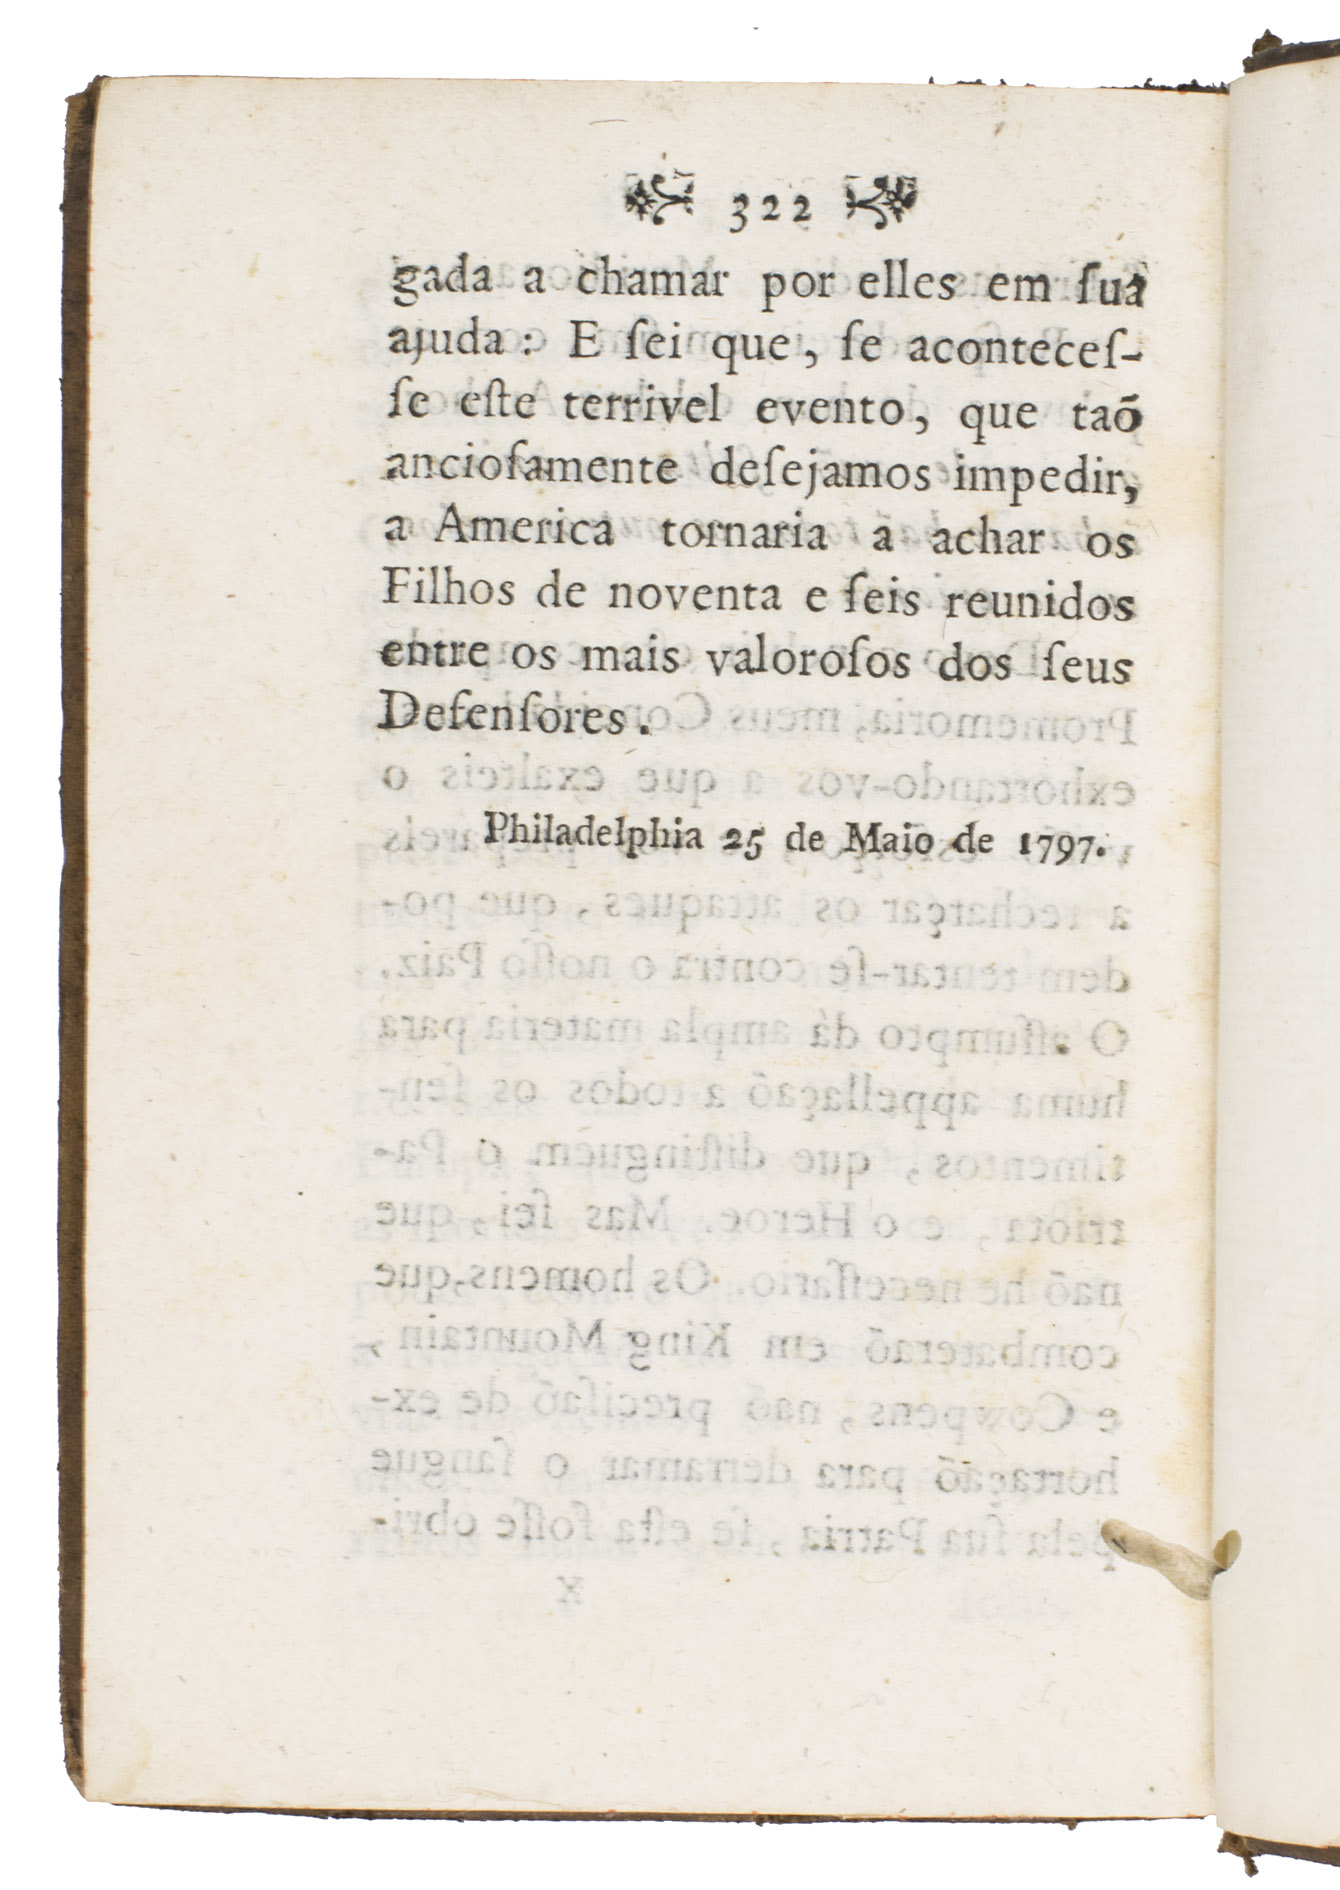 322
gada a chamar por elles em ſua
ajuda: E ſei que, ſe aconteceſ-
ſe eſte terrivel evento, que taõ
ancioſamente deſejamos impedir,
a America tornaria a achar os
Filhos de noventa e ſeis reunidos
entre os mais valoroſos dos ſeus
Defenſores.
Philadelphia 25 de Maio de 1797.